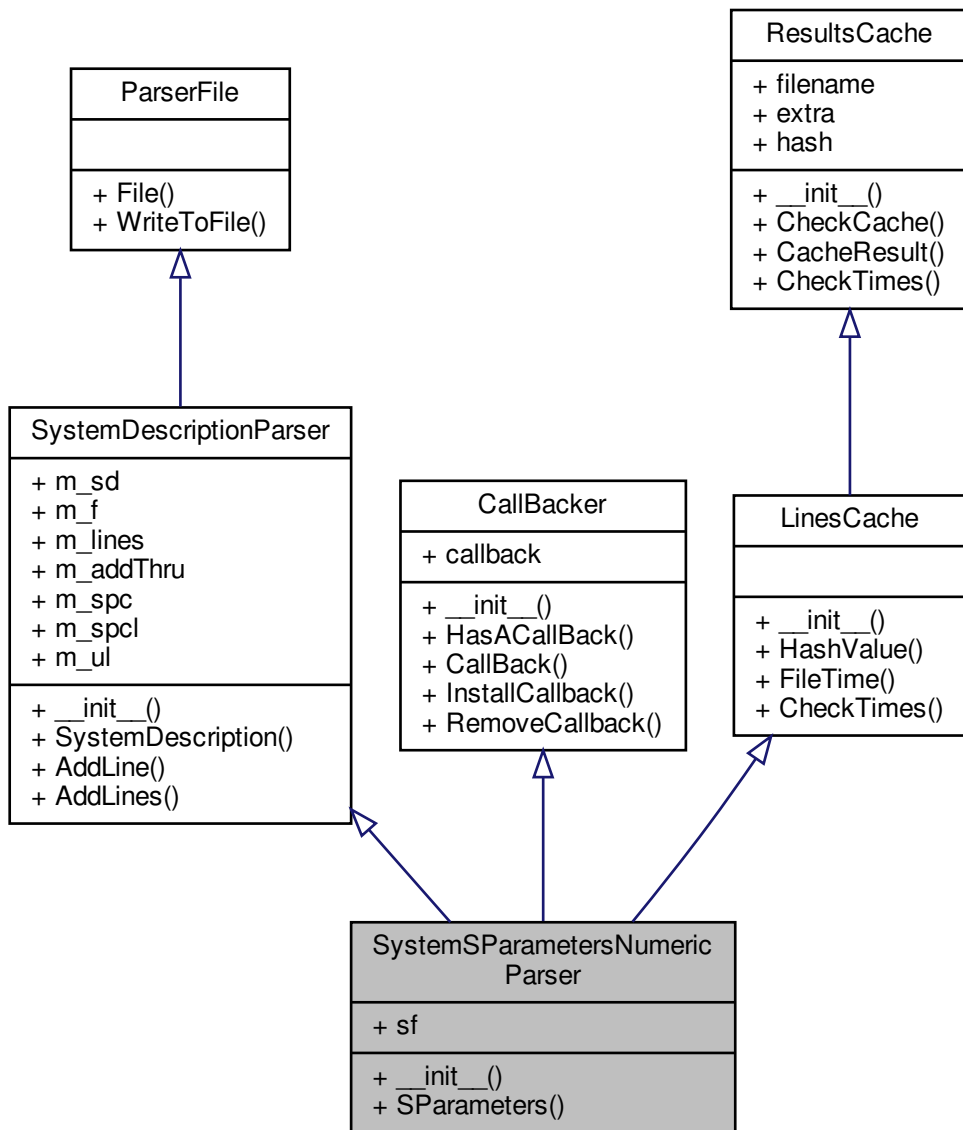 ResultsCache
+ filename
+ extra
+ hash
+ __init__()
+ CheckCache()
+ CacheResult()
+ CheckTimes()
ParserFile
+ File()
+ WriteToFile()
SystemDescriptionParser
+ m_sd
+ m_f
+ m_lines
+ m_addThru
+ m_spc
+ m_spcl
+ m_ul
+ __init__()
+ SystemDescription()
+ AddLine()
+ AddLines()
CallBacker
+ callback
+ __init__()
+ HasACallBack()
+ CallBack()
+ InstallCallback()
+ RemoveCallback()
LinesCache
+ __init__()
+ HashValue()
+ FileTime()
+ CheckTimes()
SystemSParametersNumeric
Parser
+ sf
+ __init__()
+ SParameters()